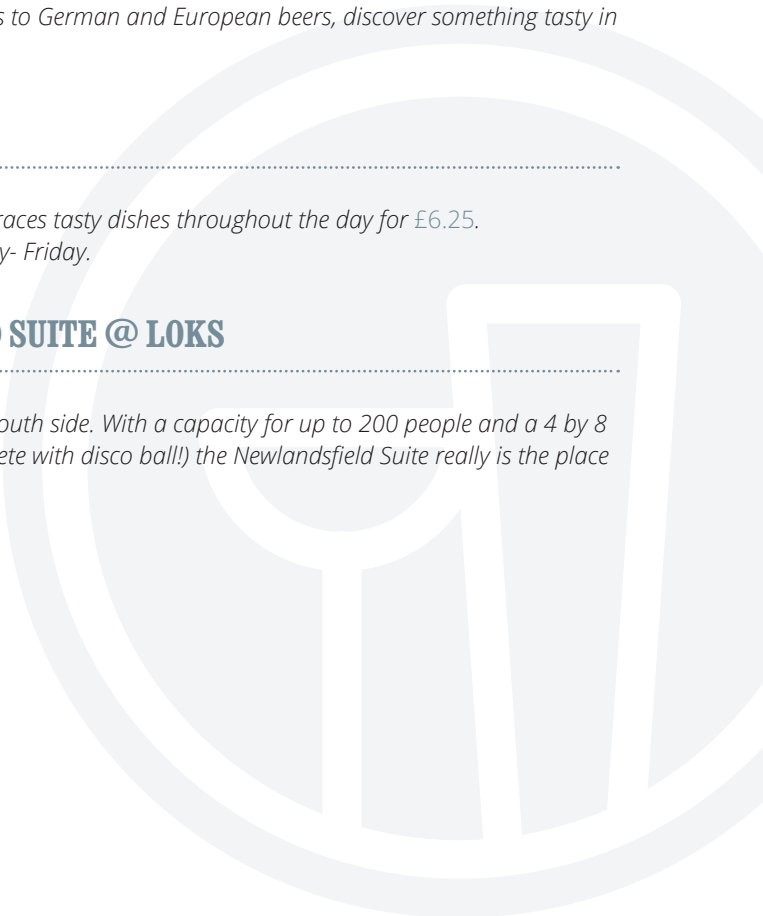 s to German and European beers, discover something tasty in
races tasty dishes throughout the day for £6.25.
y- Friday.
SUITE @ LOKS
outh side. With a capacity for up to 200 people and a 4 by 8
ete with disco ball!) the Newlandsfield Suite really is the place